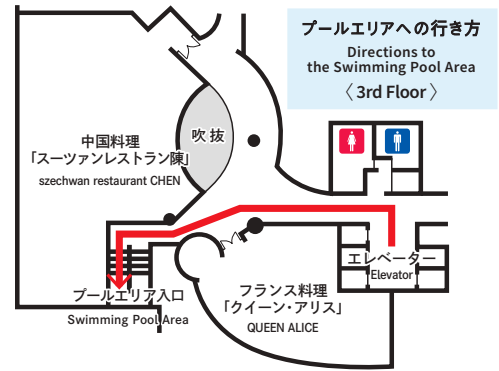 プールエリアへの行き方
Directions to
the Swimming Pool Area
〈 3rd Floor 〉
吹 抜
中国料理
「スーツァンレストラン陳」
szechwan restaurant CHEN
エレベーター
Elevator
プールエリア入口
Swimming Pool Area
フランス料理
「クイーン・アリス」
QUEEN ALICE